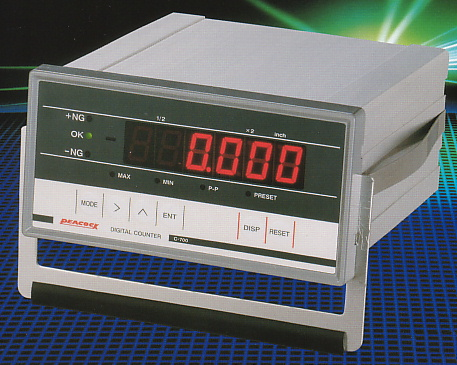 1/2 ×2 inch
+NG
OK
-NG
0.000
MAX MIN P-P PRESET
MODE > ^ ENT DISP RESET
PEACOCK
DIGITAL COUNTER C-700